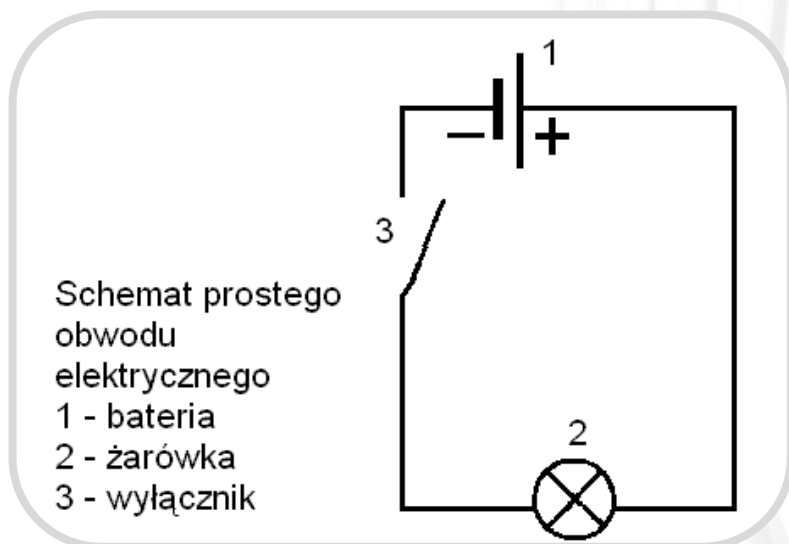 1
− +
3
Schemat prostego
obwodu
elektrycznego
1 - bateria
2 - żarówka
3 - wyłącznik
2